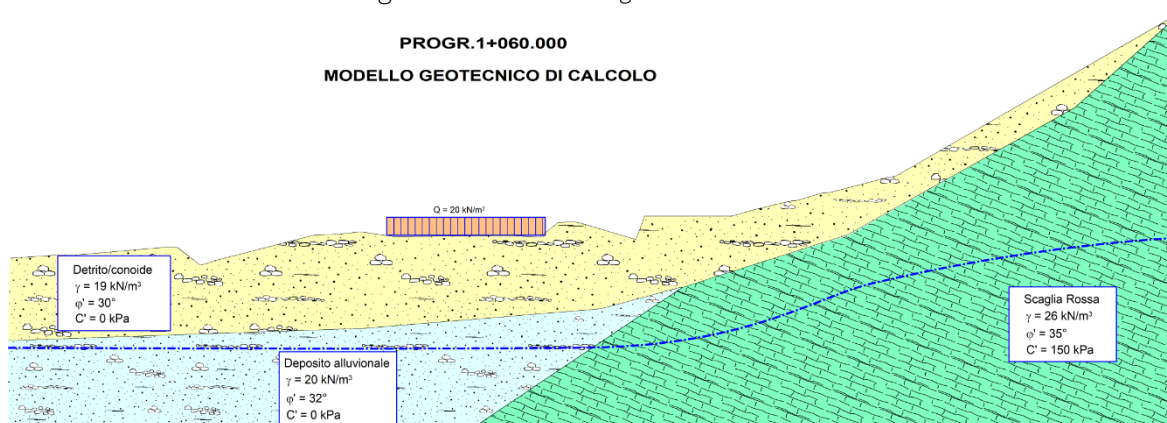 PROGR.1+060.000
MODELLO GEOTECNICO DI CALCOLO
Q = 20 kN/m²
Detrito/conoide
γ = 19 kN/m³
φ' = 30°
C' = 0 kPa
Deposito alluvionale
γ = 20 kN/m³
φ' = 32°
C' = 0 kPa
Scaglia Rossa
γ = 26 kN/m³
φ' = 35°
C' = 150 kPa